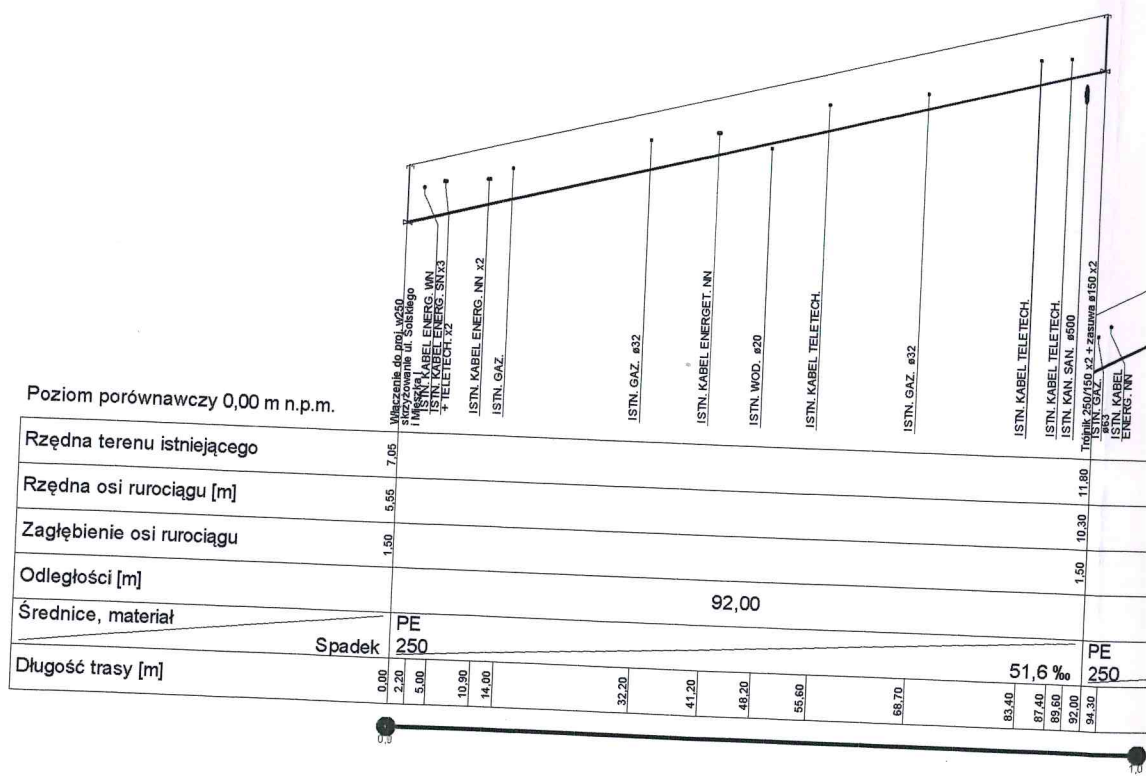 Włączenie do proj. w250
skrzyżowanie ul. Solskiego
i Mieszka I
ISTN. KABEL ENERG. WN
ISTN. KABEL ENERG. SN x3
+ TELETECH. x2
ISTN. KABEL ENERG. NN x2
ISTN. GAZ.
ISTN. GAZ. ø32
ISTN. KABEL ENERGET. NN
ISTN. WOD. ø20
ISTN. KABEL TELETECH.
ISTN. GAZ. ø32
ISTN. KABEL TELETECH.
ISTN. KABEL TELETECH.
ISTN. KAN. SAN. ø500
Trójnik 250/150 x2 + zasuwa ø150 x2
ISTN. GAZ.
ø63
ISTN. KABEL
ENERG. NN
Poziom porównawczy 0,00 m n.p.m.
Rzędna terenu istniejącego 7,05 11,80
Rzędna osi rurociągu [m] 5,55 10,30
Zagłębienie osi rurociągu 1,50 1,50
Odległości [m] 92,00
Średnice, materiał PE PE
Spadek 250 51,6 ‰ 250
Długość trasy [m] 0,00 2,20 5,00 10,90 14,00 32,20 41,20 48,20 55,60 68,70 83,40 87,40 89,60 92,00 94,30
0,0 1,0